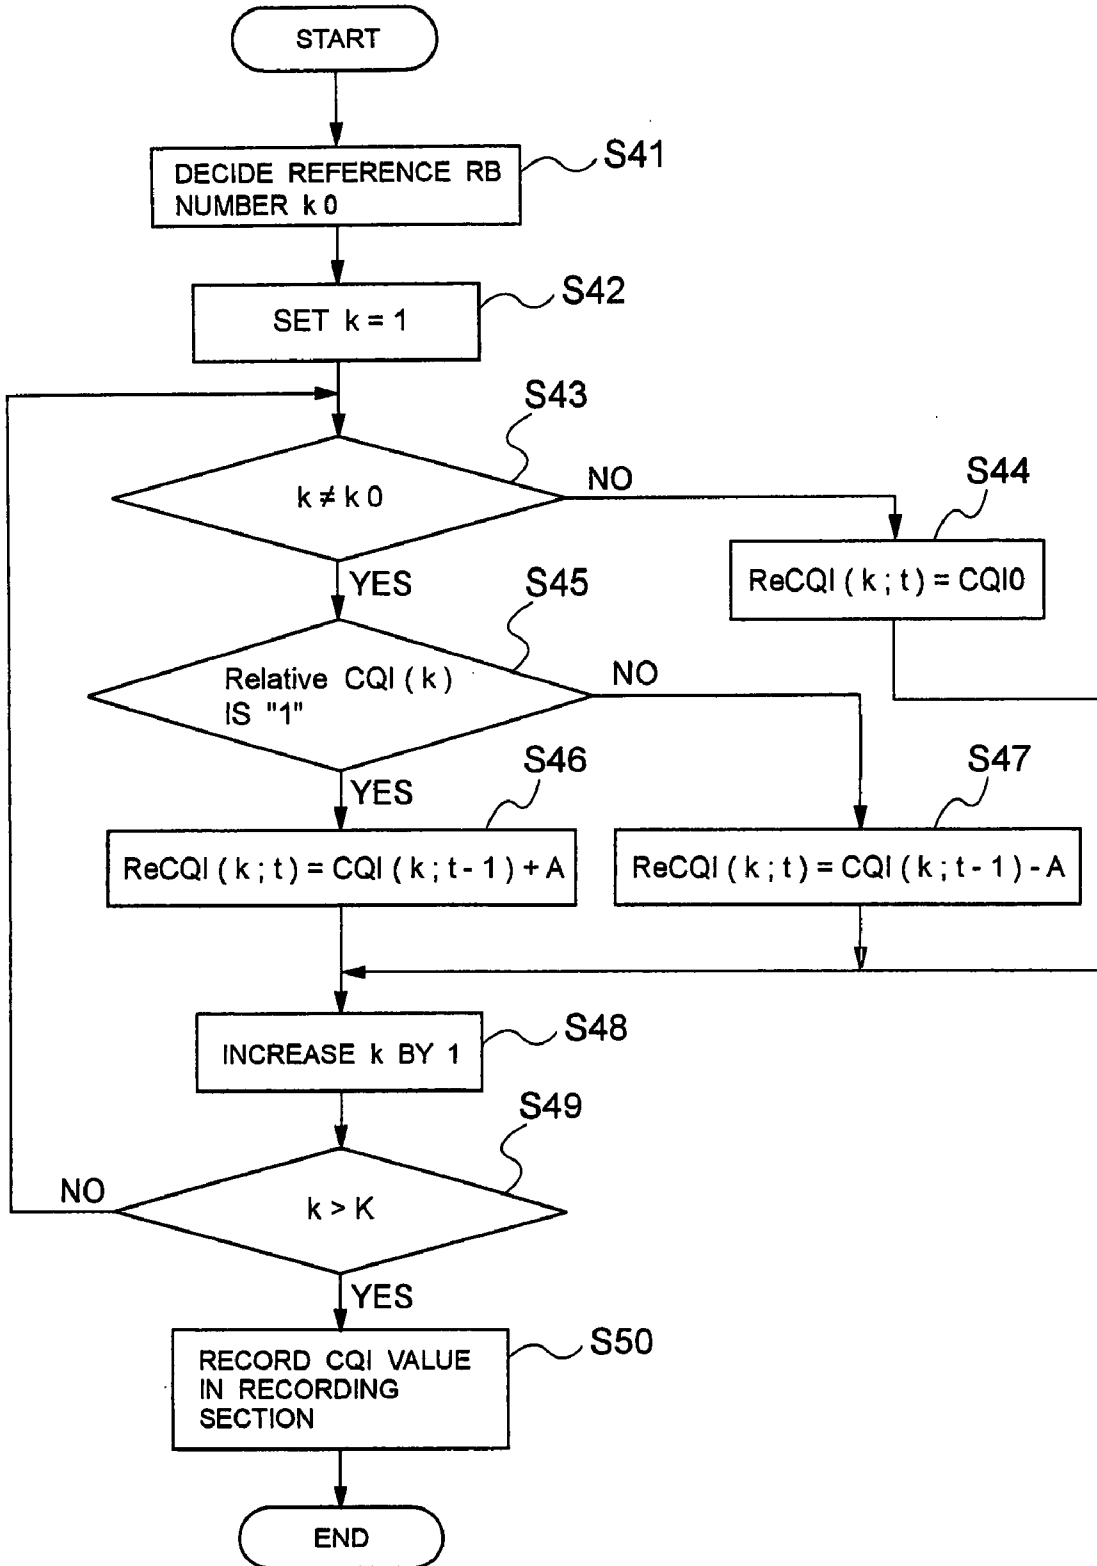 START
S41
DECIDE REFERENCE RB
NUMBER k 0
S42
SET k = 1
S43
k ≠ k 0
NO
S44
ReCQI ( k ; t ) = CQI0
YES
S45
Relative CQI ( k )
IS "1"
NO
YES
S46
ReCQI ( k ; t ) = CQI ( k ; t - 1 ) + A
S47
ReCQI ( k ; t ) = CQI ( k ; t - 1 ) - A
S48
INCREASE k BY 1
S49
k > K
NO
YES
S50
RECORD CQI VALUE
IN RECORDING
SECTION
END